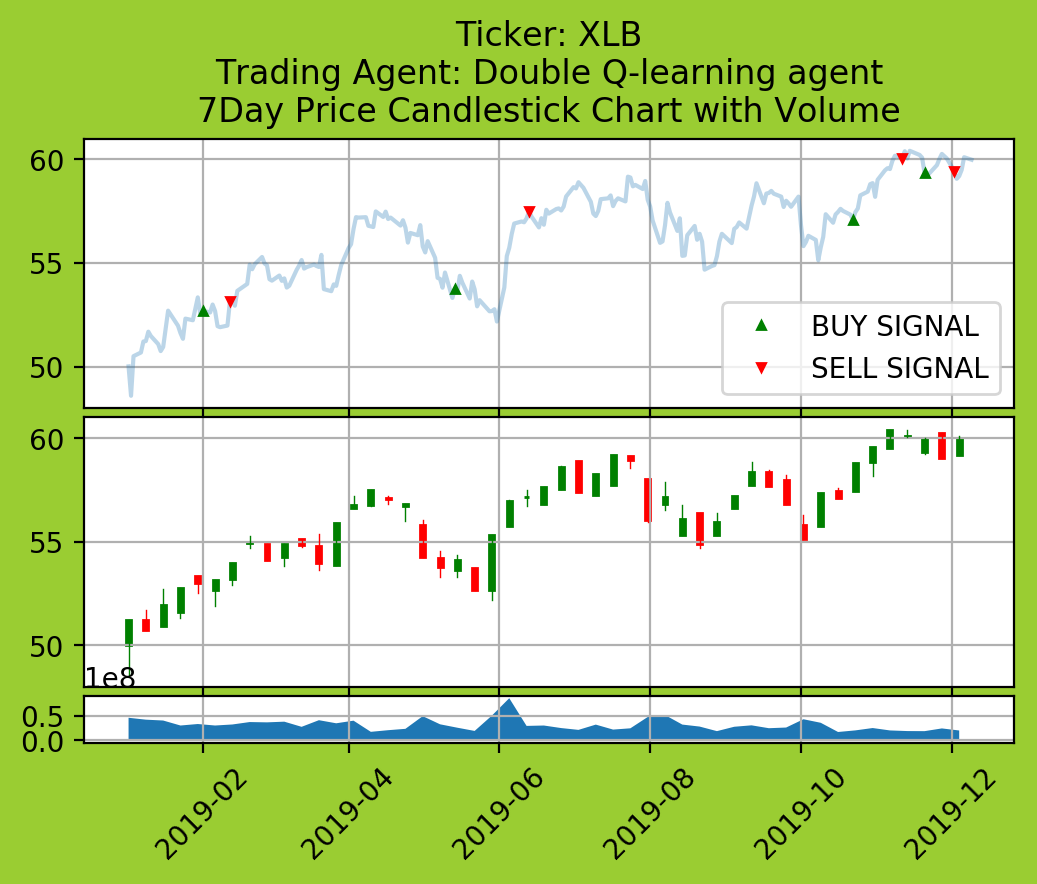 Ticker: XLB
Trading Agent: Double Q-learning agent
7Day Price Candlestick Chart with Volume
60
55
50
BUY SIGNAL
SELL SIGNAL
60
55
50
1e8
0.5
0.0
2019-02
2019-04
2019-06
2019-08
2019-10
2019-12